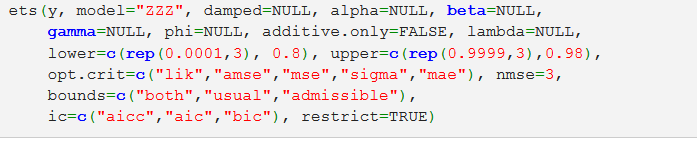 ets(y, model="ZZZ", damped=NULL, alpha=NULL, beta=NULL,
gamma=NULL, phi=NULL, additive.only=FALSE, lambda=NULL,
lower=c(rep(0.0001,3), 0.8), upper=c(rep(0.9999,3),0.98),
opt.crit=c("lik","amse","mse","sigma","mae"), nmse=3,
bounds=c("both","usual","admissible"),
ic=c("aicc","aic","bic"), restrict=TRUE)